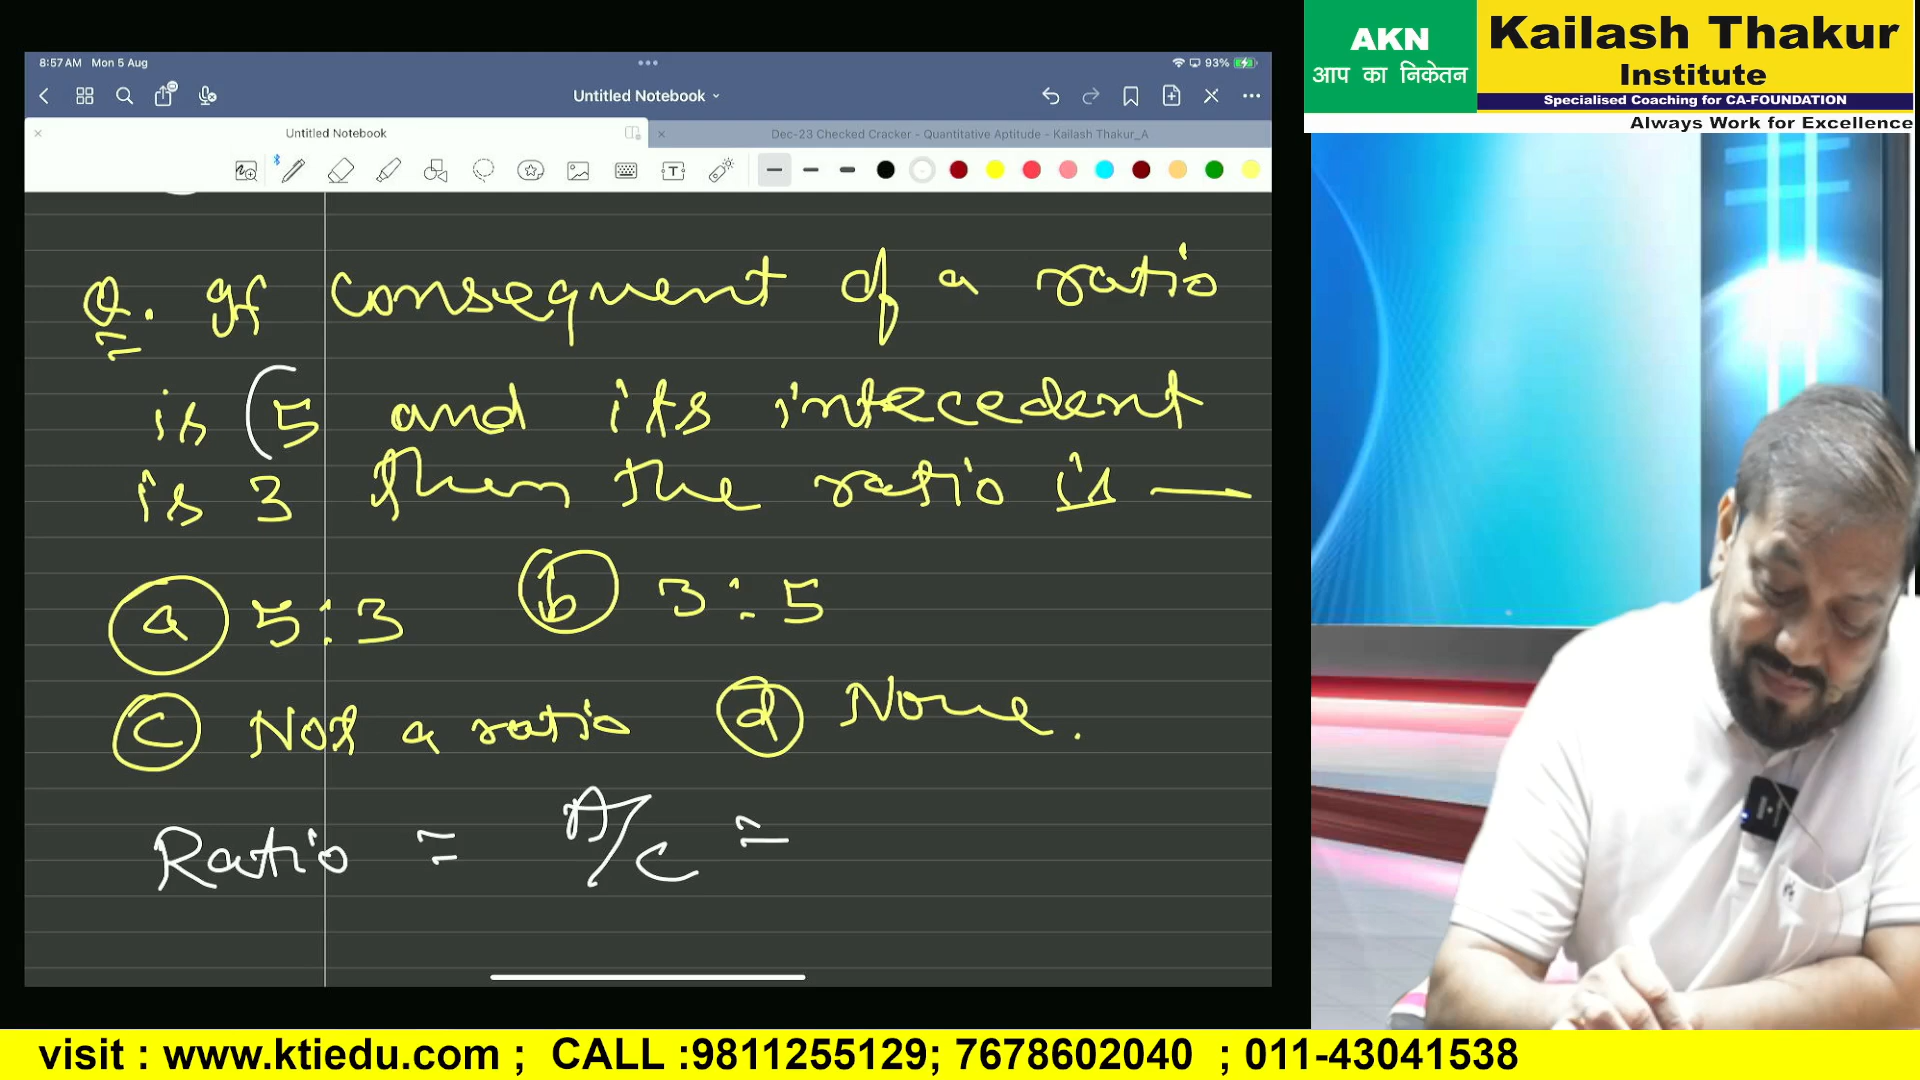 AKN
आप का निकेतन
Kailash Thakur
Institute
Specialised Coaching for CA-FOUNDATION
Always Work for Excellence
8:57 AM Mon 5 Aug
93%
Untitled Notebook
Untitled Notebook
Dec-23 Checked Cracker - Quantitative Aptitude - Kailash Thakur_A
Q. If consequent of a ratio
is (5 and its intecedent
is 3 then the ratio is —
(a) 5:3 (b) 3:5
(c) Not a ratio (d) None.
Ratio = A/C =
visit : www.ktiedu.com ; CALL :9811255129; 7678602040 ; 011-43041538